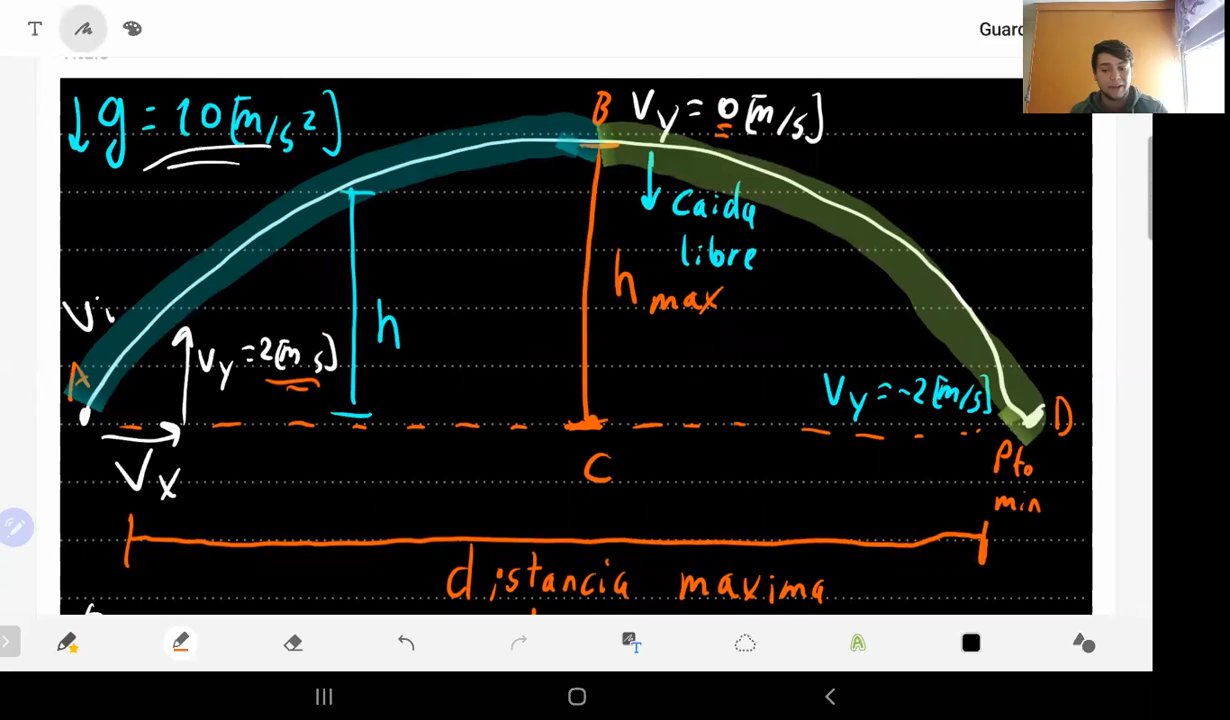 T
Guard
↓ g = 10 [m/s²]
B Vy = 0 [m/s]
Caida
libre
h max
Vi
h
Vy = 2[m s]
A
Vy = -2 [m/s]
D
Vx
C
Pto
min
distancia maxima